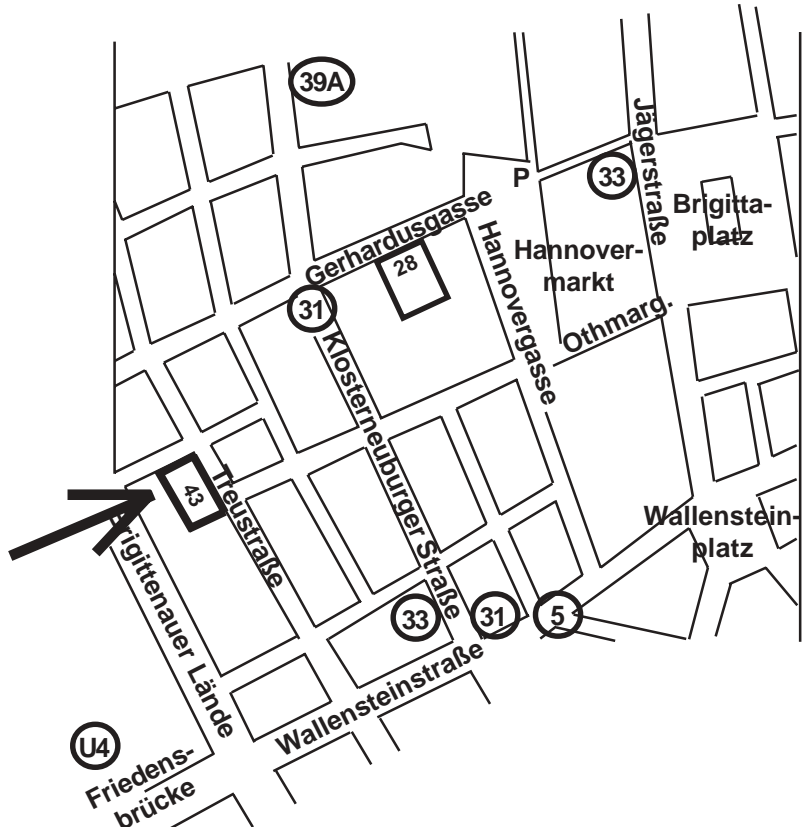 39A
Jägerstraße
P
33
Brigitta-
platz
Gerhardusgasse
28
Hannovergasse
Hannover-
markt
31
Othmarg.
Klosterneuburger Straße
43
Treustraße
Brigittenauer Lände
Wallenstein-
platz
33
31
5
Wallensteinstraße
U4
Friedens-
brücke